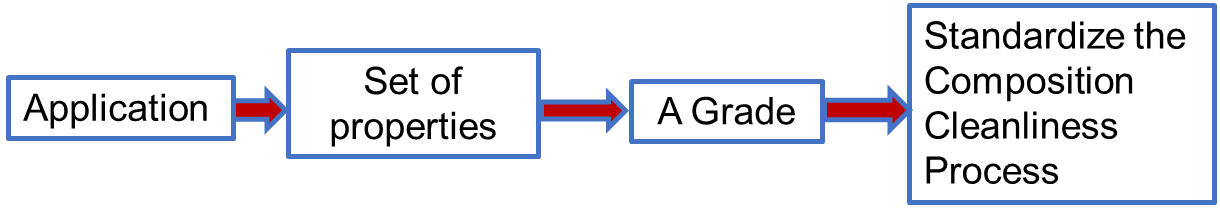 Application
Set of
properties
A Grade
Standardize the
Composition
Cleanliness
Process